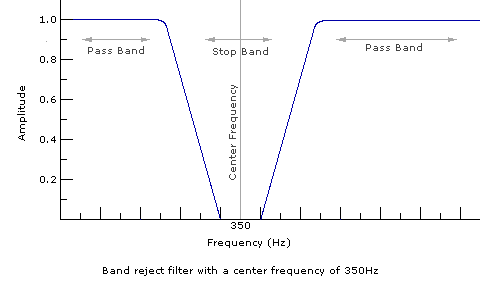 1.0
Pass Band
Stop Band
Pass Band
0.8
0.6
0.4
0.2
Amplitude
Center Frequency
350
Frequency (Hz)
Band reject filter with a center frequency of 350Hz